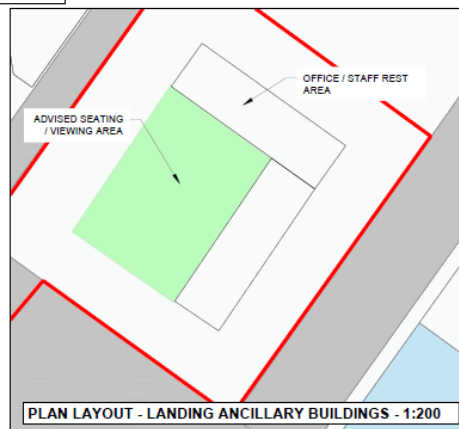 OFFICE / STAFF REST
AREA
ADVISED SEATING
/ VIEWING AREA
PLAN LAYOUT - LANDING ANCILLARY BUILDINGS - 1:200